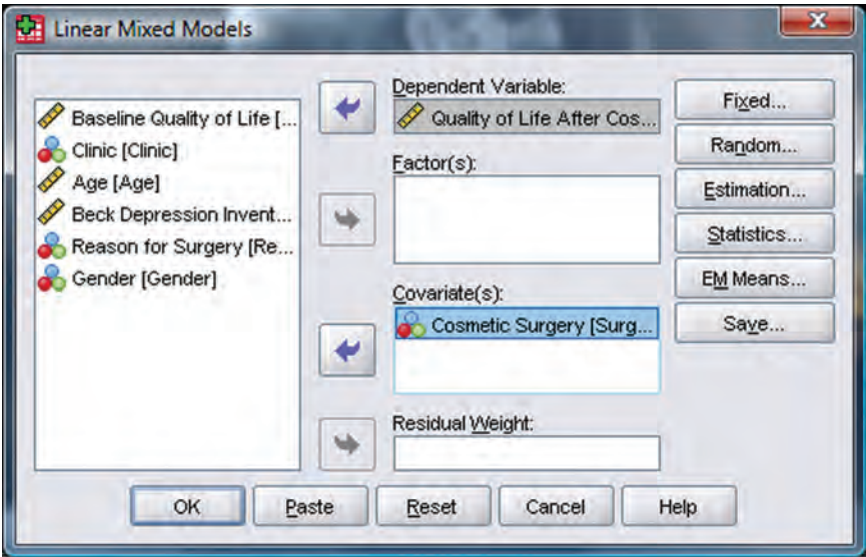 Linear Mixed Models
Baseline Quality of Life [...
Clinic [Clinic]
Age [Age]
Beck Depression Invent...
Reason for Surgery [Re...
Gender [Gender]
Dependent Variable:
Quality of Life After Cos...
Factor(s):
Covariate(s):
Cosmetic Surgery [Surg...
Residual Weight:
Fixed...
Random...
Estimation...
Statistics...
EM Means...
Save...
OK
Paste
Reset
Cancel
Help